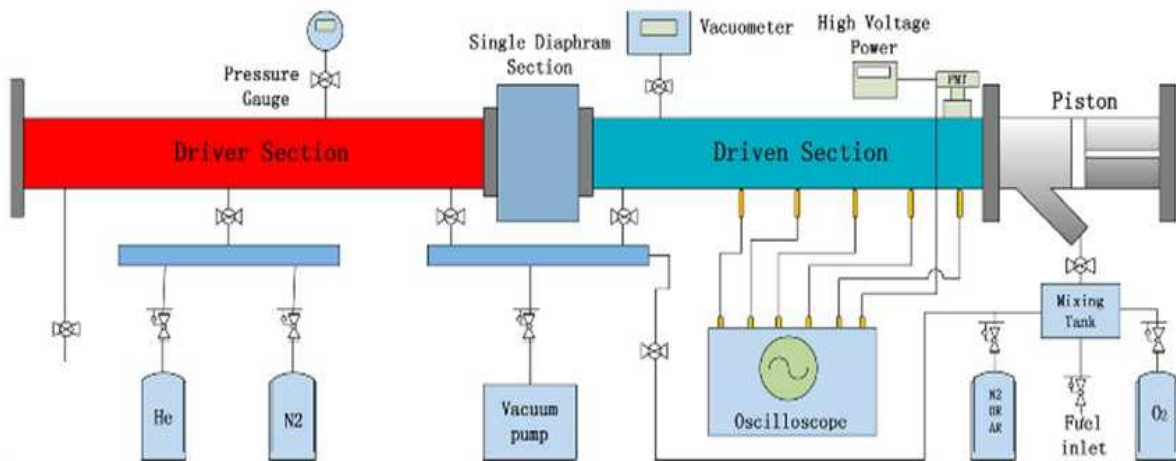 High Voltage
Power
Single Diaphram
Section
Vacuometer
PMT
Pressure
Gauge
Piston
Driver Section
Driven Section
Mixing
Tank
He
N2
Vacuum
pump
Oscilloscope
N2
OR
AR
Fuel
inlet
O₂